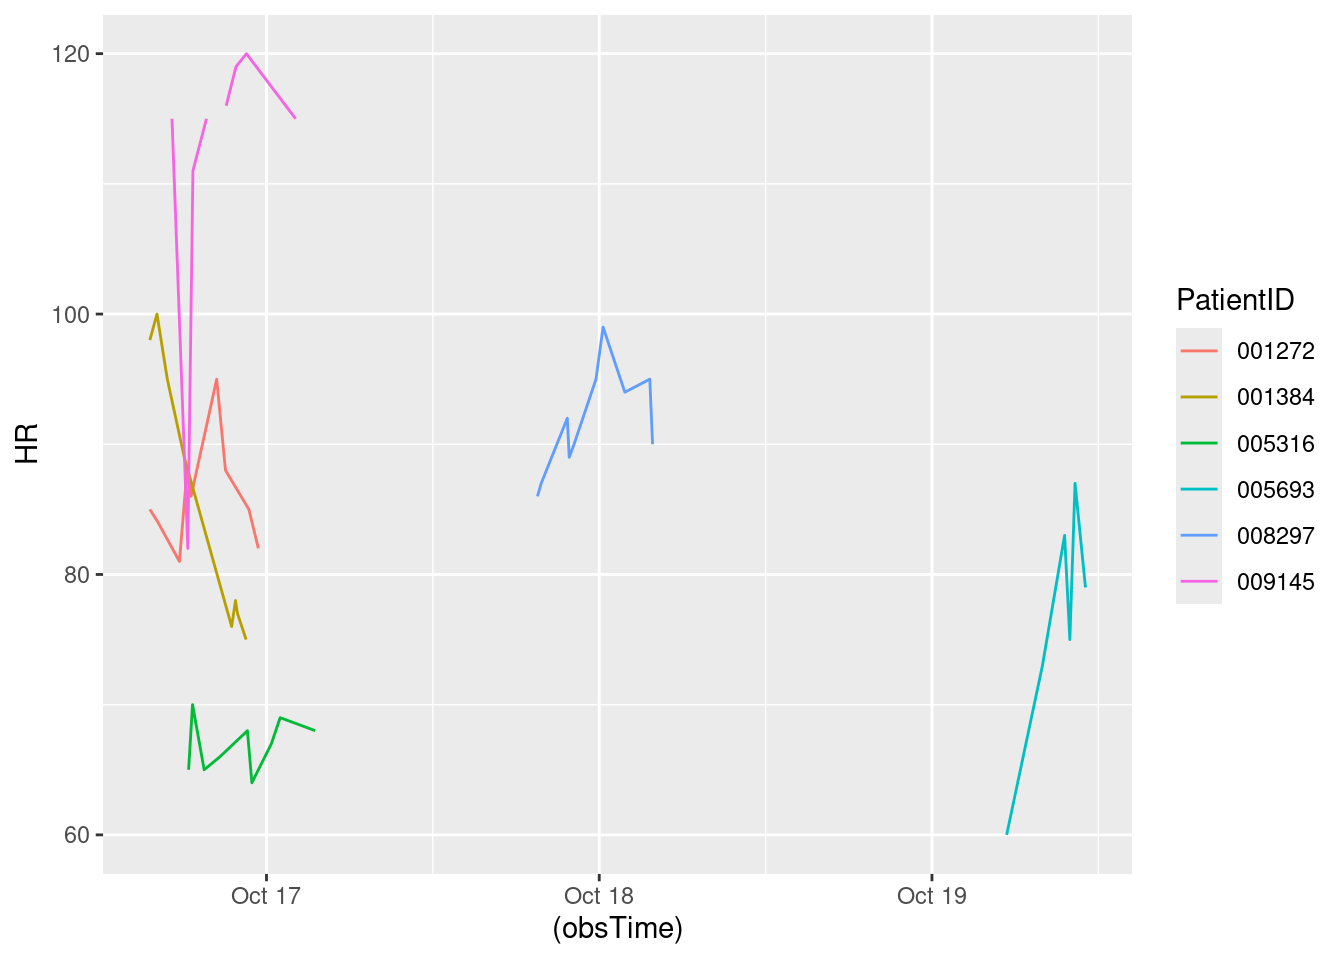 120
100
80
60
HR
Oct 17
Oct 18
Oct 19
(obsTime)
PatientID
001272
001384
005316
005693
008297
009145